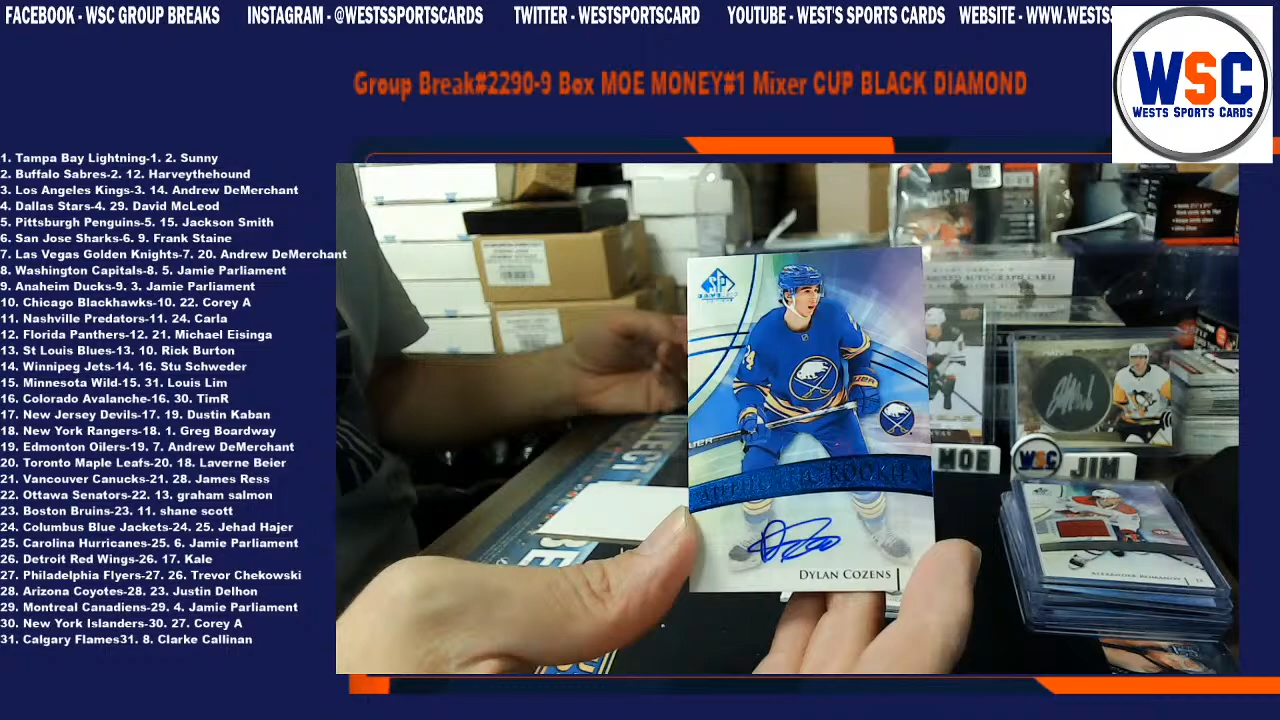 FACEBOOK - WSC GROUP BREAKS INSTAGRAM - @WESTSSPORTSCARDS TWITTER - WESTSPORTSCARD YOUTUBE - WEST'S SPORTS CARDS WEBSITE - WWW.WESTSS
WSC
WESTS SPORTS CARDS
Group Break#2290-9 Box MOE MONEY#1 Mixer CUP BLACK DIAMOND
1. Tampa Bay Lightning-1. 2. Sunny
2. Buffalo Sabres-2. 12. Harveythehound
3. Los Angeles Kings-3. 14. Andrew DeMerchant
4. Dallas Stars-4. 29. David McLeod
5. Pittsburgh Penguins-5. 15. Jackson Smith
6. San Jose Sharks-6. 9. Frank Staine
7. Las Vegas Golden Knights-7. 20. Andrew DeMerchant
8. Washington Capitals-8. 5. Jamie Parliament
9. Anaheim Ducks-9. 3. Jamie Parliament
10. Chicago Blackhawks-10. 22. Corey A
11. Nashville Predators-11. 24. Carla
12. Florida Panthers-12. 21. Michael Eisinga
13. St Louis Blues-13. 10. Rick Burton
14. Winnipeg Jets-14. 16. Stu Schweder
15. Minnesota Wild-15. 31. Louis Lim
16. Colorado Avalanche-16. 30. TimR
17. New Jersey Devils-17. 19. Dustin Kaban
18. New York Rangers-18. 1. Greg Boardway
19. Edmonton Oilers-19. 7. Andrew DeMerchant
20. Toronto Maple Leafs-20. 18. Laverne Beier
21. Vancouver Canucks-21. 28. James Ress
22. Ottawa Senators-22. 13. graham salmon
23. Boston Bruins-23. 11. shane scott
24. Columbus Blue Jackets-24. 25. Jehad Hajer
25. Carolina Hurricanes-25. 6. Jamie Parliament
26. Detroit Red Wings-26. 17. Kale
27. Philadelphia Flyers-27. 26. Trevor Chekowski
28. Arizona Coyotes-28. 23. Justin Delhon
29. Montreal Canadiens-29. 4. Jamie Parliament
30. New York Islanders-30. 27. Corey A
31. Calgary Flames31. 8. Clarke Callinan
SP
DYLAN COZENS
MOE
WSC
JIM
ALEXANDER ROMANOV